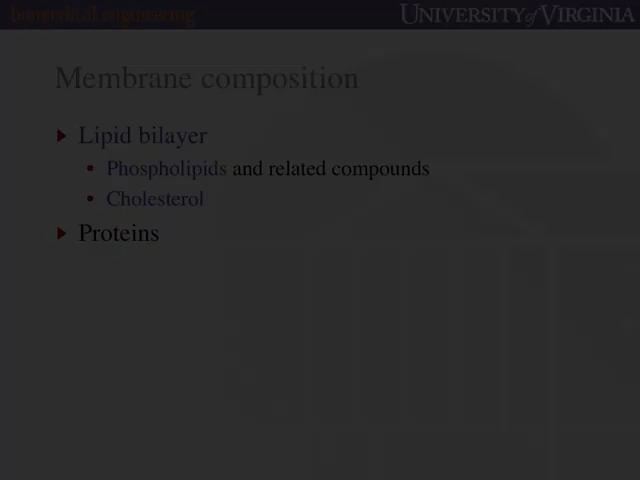 biomedical engineering
UNIVERSITY of VIRGINIA
Membrane composition
Lipid bilayer
Phospholipids and related compounds
Cholesterol
Proteins